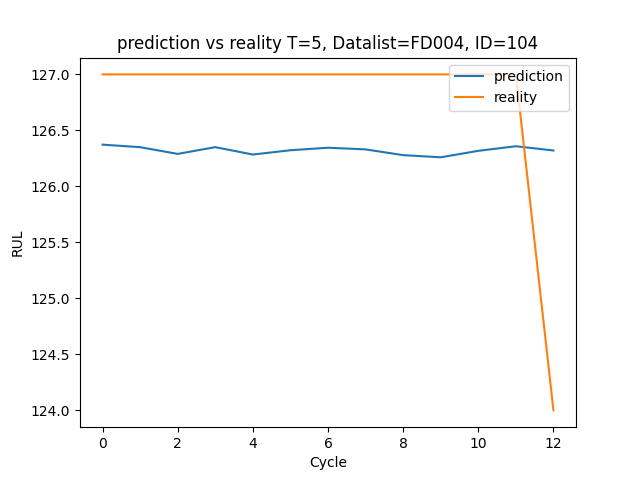 prediction vs reality T=5, Datalist=FD004, ID=104
127.0
126.5
126.0
125.5
125.0
124.5
124.0
RUL
prediction
reality
0 2 4 6 8 10 12
Cycle